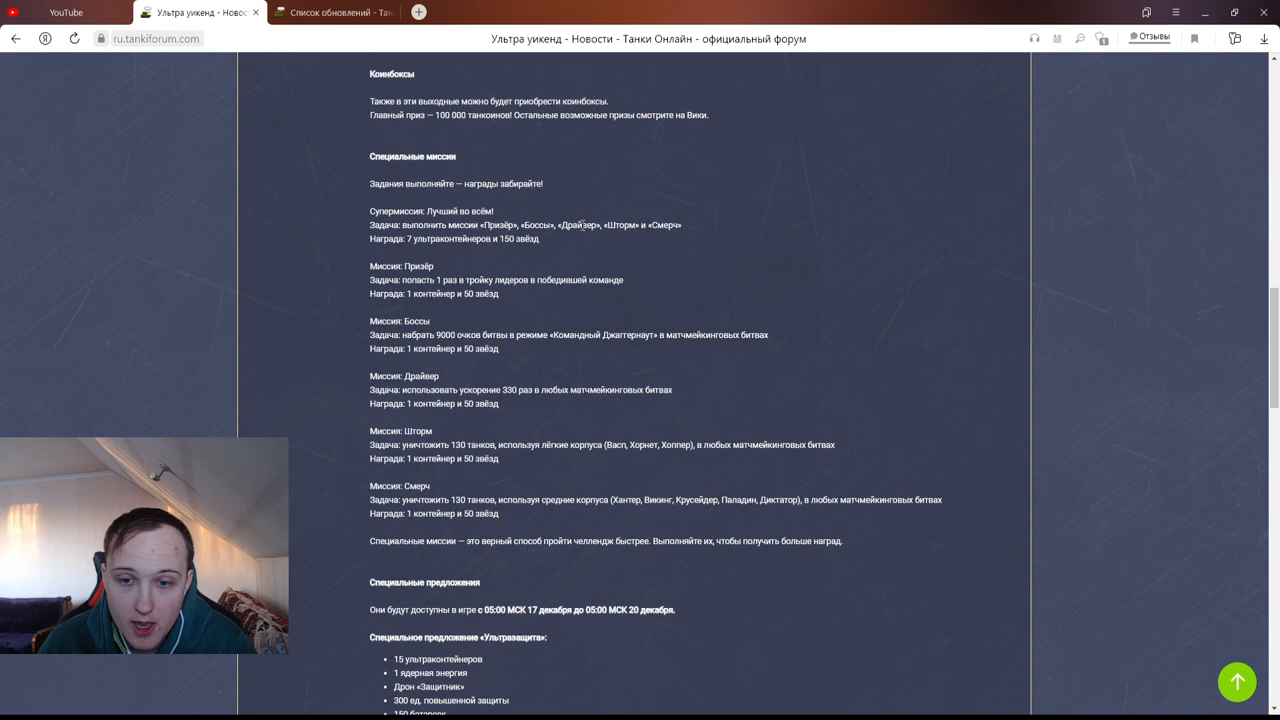 YouTube
Ультра уикенд - Новос
Список обновлений - Тан
ru.tankiforum.com
Ультра уикенд - Новости - Танки Онлайн - официальный форум
Отзывы
Коинбоксы
Также в эти выходные можно будет приобрести коинбоксы.
Главный приз — 100 000 танкоинов! Остальные возможные призы смотрите на Вики.
Специальные миссии
Задания выполняйте — награды забирайте!
Супермиссия: Лучший во всём!
Задача: выполнить миссии «Призёр», «Боссы», «Драйвер», «Шторм» и «Смерч»
Награда: 7 ультраконтейнеров и 150 звёзд
Миссия: Призёр
Задача: попасть 1 раз в тройку лидеров в победившей команде
Награда: 1 контейнер и 50 звёзд
Миссия: Боссы
Задача: набрать 9000 очков битвы в режиме «Командный Джаггернаут» в матчмейкинговых битвах
Награда: 1 контейнер и 50 звёзд
Миссия: Драйвер
Задача: использовать ускорение 330 раз в любых матчмейкинговых битвах
Награда: 1 контейнер и 50 звёзд
Миссия: Шторм
Задача: уничтожить 130 танков, используя лёгкие корпуса (Васп, Хорнет, Хоппер), в любых матчмейкинговых битвах
Награда: 1 контейнер и 50 звёзд
Миссия: Смерч
Задача: уничтожить 130 танков, используя средние корпуса (Хантер, Викинг, Крусейдер, Паладин, Диктатор), в любых матчмейкинговых битвах
Награда: 1 контейнер и 50 звёзд
Специальные миссии — это верный способ пройти челлендж быстрее. Выполняйте их, чтобы получить больше наград.
Специальные предложения
Они будут доступны в игре с 05:00 МСК 17 декабря до 05:00 МСК 20 декабря.
Специальное предложение «Ультразащита»:
• 15 ультраконтейнеров
• 1 ядерная энергия
• Дрон «Защитник»
• 300 ед. повышенной защиты
150 батареек